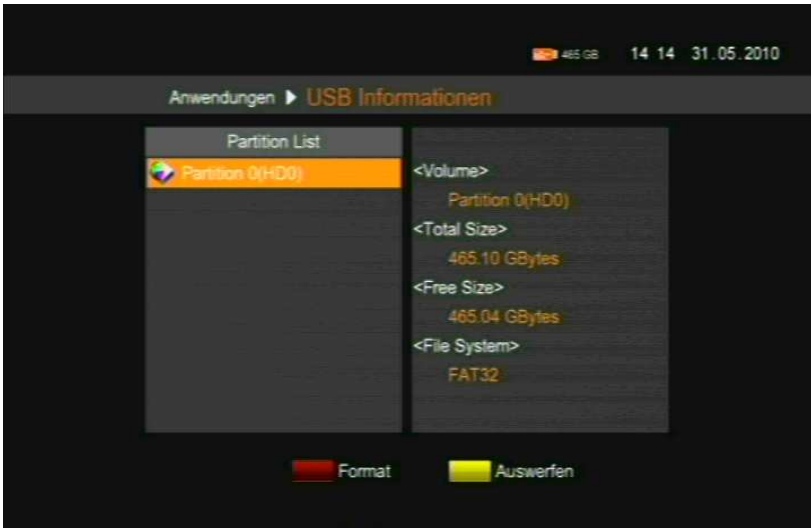 465 GB 14 14 31.05.2010
Anwendungen USB Informationen
Partition List
Partition 0(HD0)
<Volume>
Partition 0(HD0)
<Total Size>
465.10 GBytes
<Free Size>
465.04 GBytes
<File System>
FAT32
Format Auswerfen